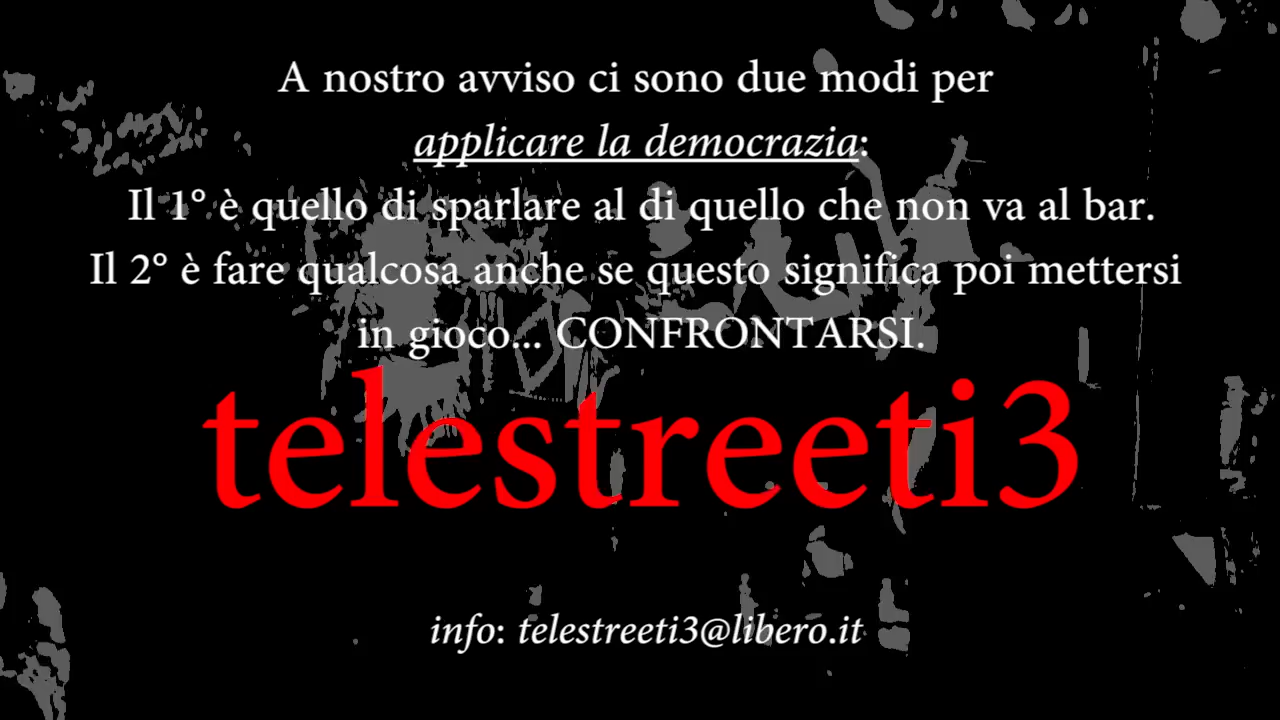 A nostro avviso ci sono due modi per
applicare la democrazia:
Il 1° è quello di sparlare al di quello che non va al bar.
Il 2° è fare qualcosa anche se questo significa poi mettersi
in gioco... CONFRONTARSI.
telestreeti3
info: telestreeti3@libero.it